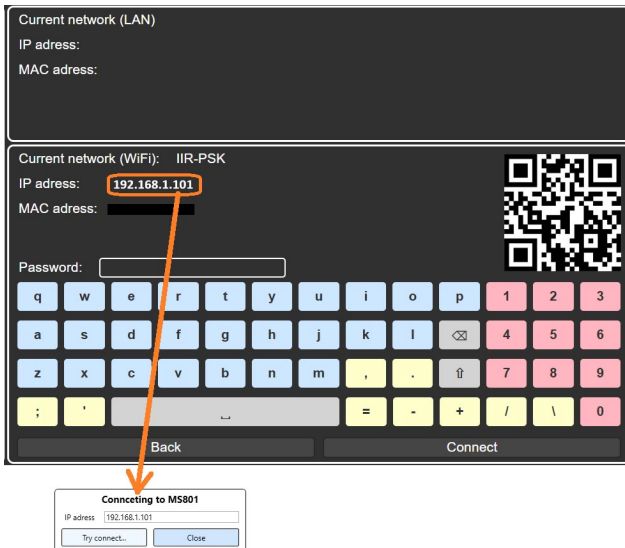 Current network (LAN)
IP adress:
MAC adress:
Current network (WiFi): IIR-PSK
IP adress: 192.168.1.101
MAC adress:
Password:
q w e r t y u i o p 1 2 3
a s d f g h j k l ⌫ 4 5 6
z x c v b n m , . ⇧ 7 8 9
; ' ␣ = - + / \ 0
Back Connect
Connceting to MS801
IP adress 192.168.1.101
Try connect... Close